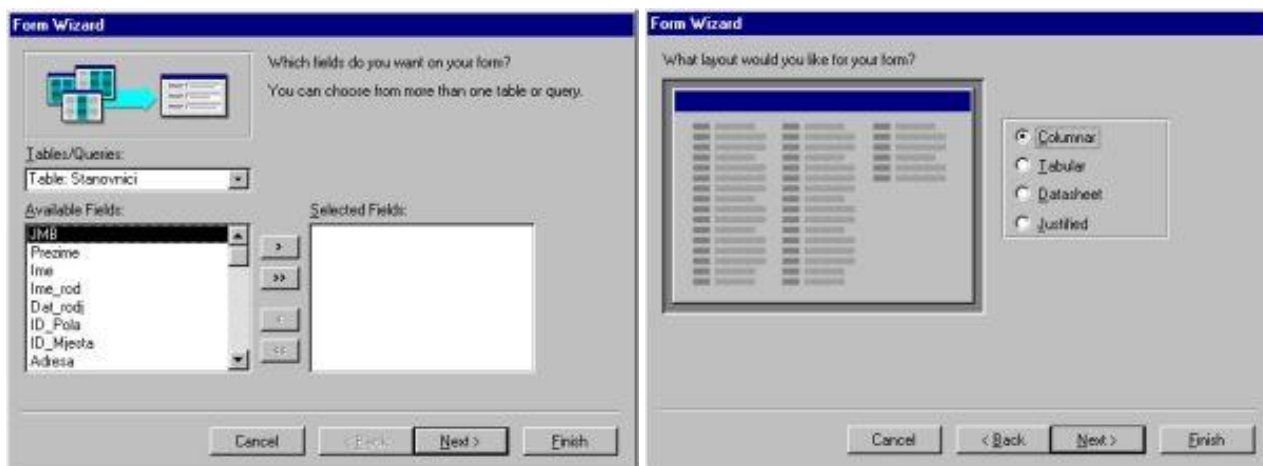 Form Wizard
Which fields do you want on your form?
You can choose from more than one table or query.
Tables/Queries:
Table: Stanovnici
Available Fields:
Selected Fields:
JMB
Prezime
Ime
Ime_rod
Dat_rodj
ID_Pola
ID_Mjesta
Adresa
>
>>
<
<<
Cancel
< Back
Next >
Finish
Form Wizard
What layout would you like for your form?
Columnar
Tabular
Datasheet
Justified
Cancel
< Back
Next >
Finish